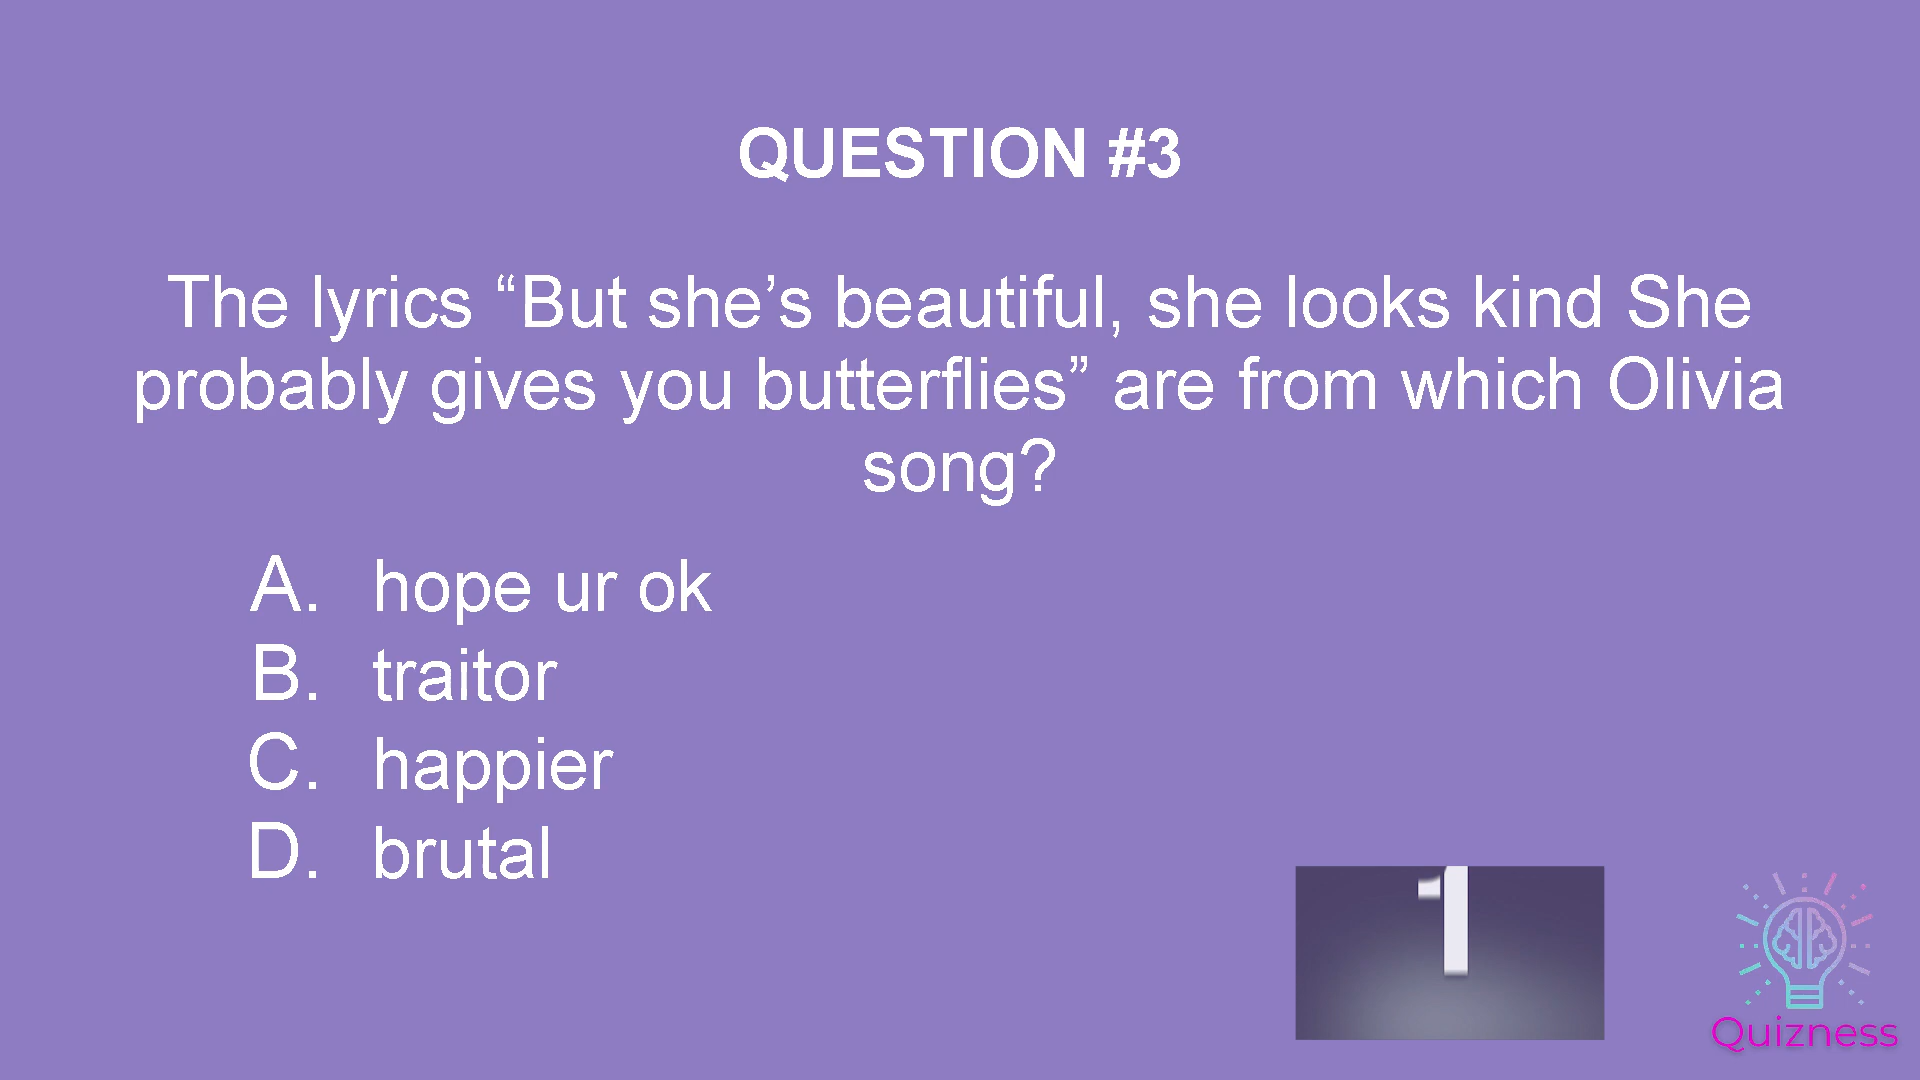 QUESTION #3
The lyrics “But she’s beautiful, she looks kind She
probably gives you butterflies” are from which Olivia
song?
A. hope ur ok
B. traitor
C. happier
D. brutal
1
Quizness